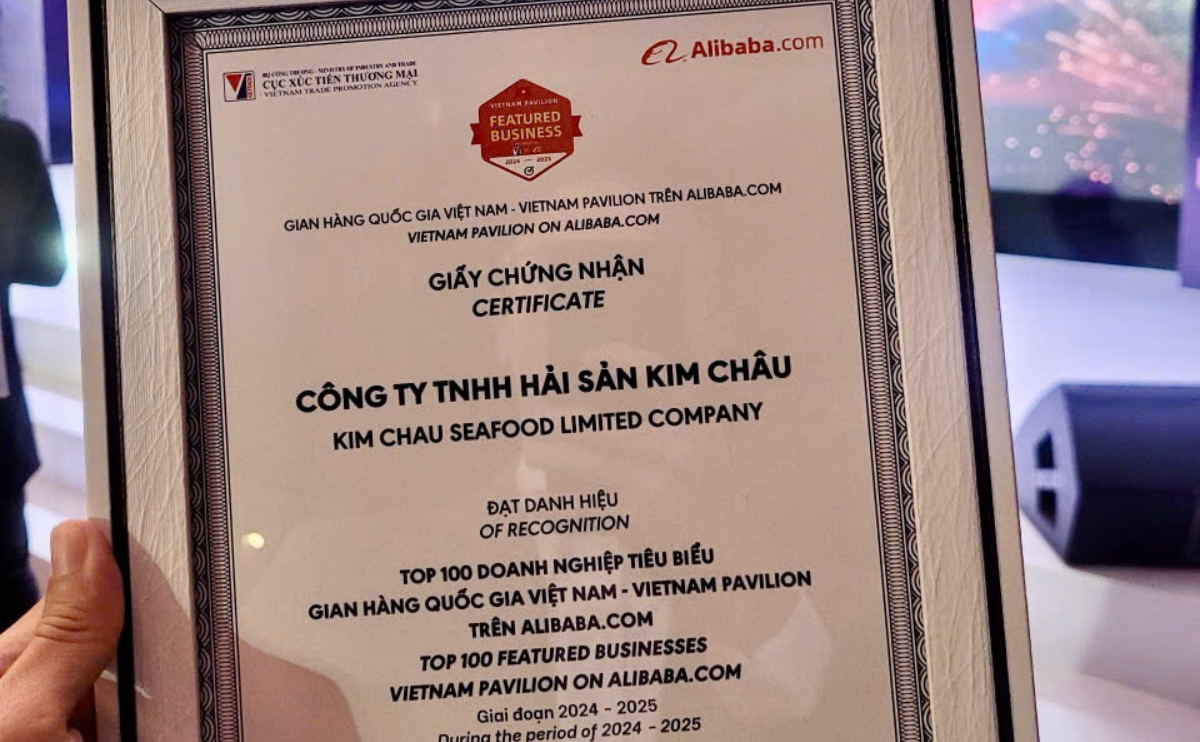 BỘ CÔNG THƯƠNG - MINISTRY OF INDUSTRY AND TRADE
CỤC XÚC TIẾN THƯƠNG MẠI
VIETNAM TRADE PROMOTION AGENCY
Alibaba.com
VIETNAM PAVILION
FEATURED
BUSINESS
2024 — 2025
GIAN HÀNG QUỐC GIA VIỆT NAM - VIETNAM PAVILION TRÊN ALIBABA.COM
VIETNAM PAVILION ON ALIBABA.COM
GIẤY CHỨNG NHẬN
CERTIFICATE
CÔNG TY TNHH HẢI SẢN KIM CHÂU
KIM CHAU SEAFOOD LIMITED COMPANY
ĐẠT DANH HIỆU
OF RECOGNITION
TOP 100 DOANH NGHIỆP TIÊU BIỂU
GIAN HÀNG QUỐC GIA VIỆT NAM - VIETNAM PAVILION
TRÊN ALIBABA.COM
TOP 100 FEATURED BUSINESSES
VIETNAM PAVILION ON ALIBABA.COM
Giai đoạn 2024 - 2025
During the period of 2024 - 2025